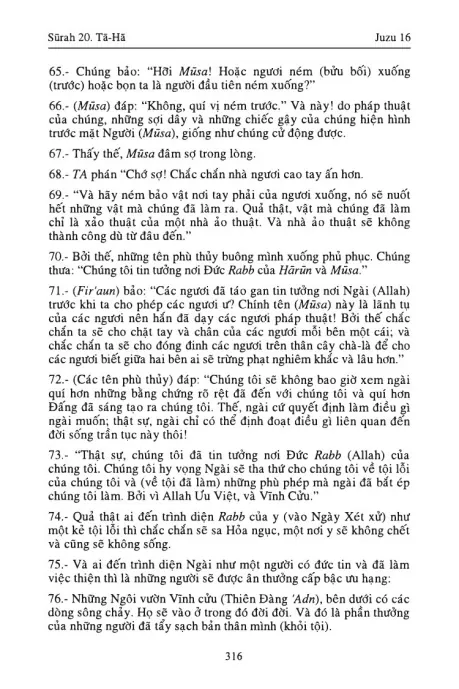 Sūrah 20. Tā-Hā Juzu 16
65.- Chúng bảo: “Hỡi Mūsa! Hoặc ngươi ném (bửu bối) xuống
(trước) hoặc bọn ta là người đầu tiên ném xuống?”
66.- (Mūsa) đáp: “Không, quí vị ném trước.” Và này! do pháp thuật
của chúng, những sợi dây và những chiếc gậy của chúng hiện hình
trước mặt Người (Mūsa), giống như chúng cử động được.
67.- Thấy thế, Mūsa đâm sợ trong lòng.
68.- TA phán “Chớ sợ! Chắc chắn nhà ngươi cao tay ấn hơn.
69.- “Và hãy ném bảo vật nơi tay phải của ngươi xuống, nó sẽ nuốt
hết những vật mà chúng đã làm ra. Quả thật, vật mà chúng đã làm
chỉ là xảo thuật của một nhà ảo thuật. Và nhà ảo thuật sẽ không
thành công dù từ đâu đến.”
70.- Bởi thế, những tên phù thủy buông mình xuống phủ phục. Chúng
thưa: “Chúng tôi tin tưởng nơi Đức Rabb của Hārūn và Mūsa.”
71.- (Fir'aun) bảo: “Các ngươi đã táo gan tin tưởng nơi Ngài (Allah)
trước khi ta cho phép các ngươi ư? Chính tên (Mūsa) này là lãnh tụ
của các ngươi nên hắn đã dạy các ngươi pháp thuật! Bởi thế chắc
chắn ta sẽ cho chặt tay và chân của các ngươi mỗi bên một cái; và
chắc chắn ta sẽ cho đóng đinh các ngươi trên thân cây chà-là để cho
các ngươi biết giữa hai bên ai sẽ trừng phạt nghiêm khắc và lâu hơn.”
72.- (Các tên phù thủy) đáp: “Chúng tôi sẽ không bao giờ xem ngài
quí hơn những bằng chứng rõ rệt đã đến với chúng tôi và quí hơn
Đấng đã sáng tạo ra chúng tôi. Thế, ngài cứ quyết định làm điều gì
ngài muốn; thật sự, ngài chỉ có thể định đoạt điều gì liên quan đến
đời sống trần tục này thôi!
73.- “Thật sự, chúng tôi đã tin tưởng nơi Đức Rabb (Allah) của
chúng tôi. Chúng tôi hy vọng Ngài sẽ tha thứ cho chúng tôi về tội lỗi
của chúng tôi và (về tội đã làm) những phù phép mà ngài đã bắt ép
chúng tôi làm. Bởi vì Allah Ưu Việt, và Vĩnh Cửu.”
74.- Quả thật ai đến trình diện Rabb của y (vào Ngày Xét xử) như
một kẻ tội lỗi thì chắc chắn sẽ sa Hỏa ngục, một nơi y sẽ không chết
và cũng sẽ không sống.
75.- Và ai đến trình diện Ngài như một người có đức tin và đã làm
việc thiện thì là những người sẽ được ân thưởng cấp bậc ưu hạng:
76.- Những Ngôi vườn Vĩnh cửu (Thiên Đàng 'Adn), bên dưới có các
dòng sông chảy. Họ sẽ vào ở trong đó đời đời. Và đó là phần thưởng
của những người đã tẩy sạch bản thân mình (khỏi tội).
316